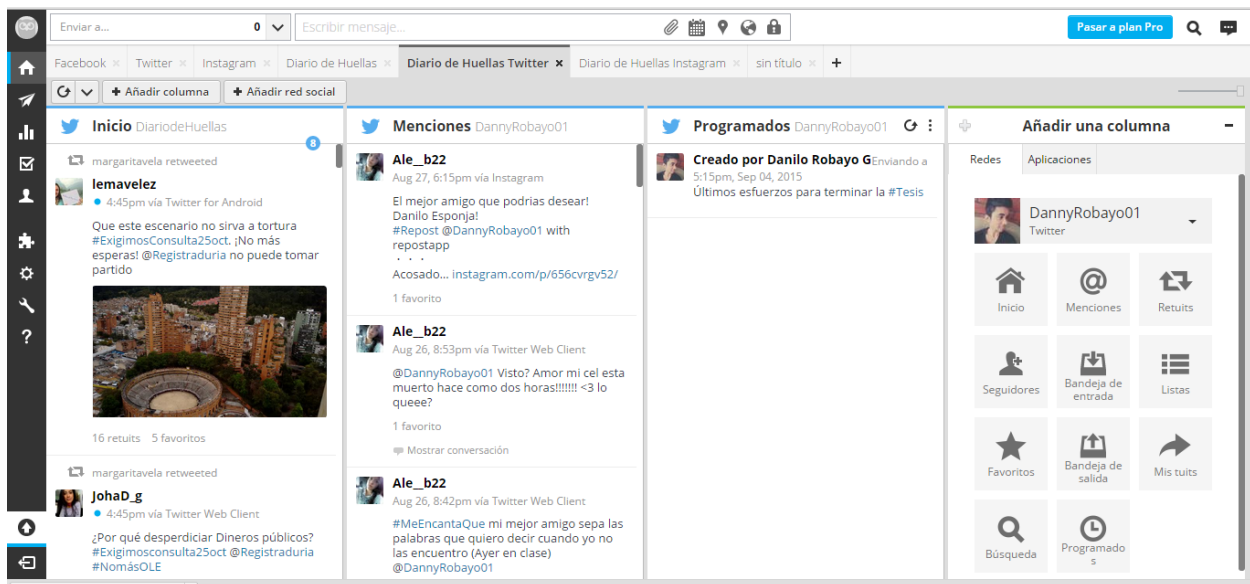 Enviar a... 0
Escribir mensaje...
Pasar a plan Pro
Facebook × Twitter × Instagram × Diario de Huellas × Diario de Huellas Twitter × Diario de Huellas Instagram × sin título × +
+ Añadir columna + Añadir red social
Inicio DiariodeHuellas
8
margaritavela retweeted
lemavelez
4:45pm vía Twitter for Android
Que este escenario no sirva a tortura
#ExigimosConsulta25oct. ¡No más
esperas! @Registraduria no puede tomar
partido
16 retuits 5 favoritos
margaritavela retweeted
JohaD_g
4:45pm vía Twitter Web Client
¿Por qué desperdiciar Dineros públicos?
#Exigimosconsulta25oct @Registraduria
#NomásOLE
Menciones DannyRobayo01
Ale__b22
Aug 27, 6:15pm vía Instagram
El mejor amigo que podrias desear!
Danilo Esponja!
#Repost @DannyRobayo01 with
repostapp
Acosado... instagram.com/p/656cvrgv52/
1 favorito
Ale__b22
Aug 26, 8:53pm vía Twitter Web Client
@DannyRobayo01 Visto? Amor mi cel esta
muerto hace como dos horas!!!!!!! <3 lo
queee?
1 favorito
Mostrar conversación
Ale__b22
Aug 26, 8:42pm vía Twitter Web Client
#MeEncantaQue mi mejor amigo sepa las
palabras que quiero decir cuando yo no
las encuentro (Ayer en clase)
@DannyRobayo01
Programados DannyRobayo01
Creado por Danilo Robayo G Enviando a
5:15pm, Sep 04, 2015
Últimos esfuerzos para terminar la #Tesis
Añadir una columna
Redes Aplicaciones
DannyRobayo01
Twitter
Inicio Menciones Retuits
Seguidores Bandeja de
entrada Listas
Favoritos Bandeja de
salida Mis tuits
Búsqueda Programado
s